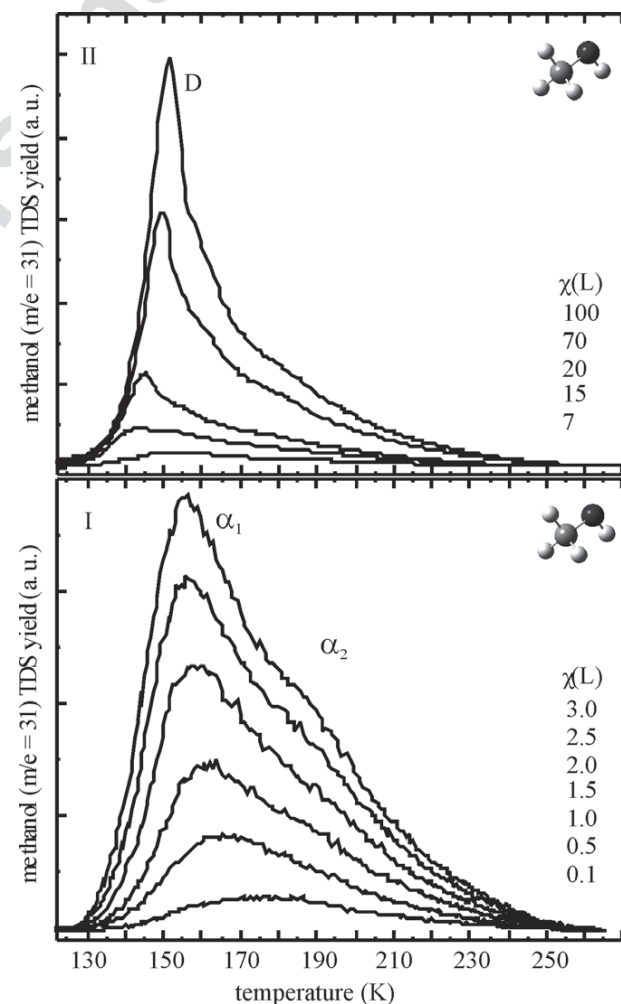 II
D
methanol (m/e = 31) TDS yield (a.u.)
χ(L)
100
70
20
15
7
I
α1
α2
methanol (m/e = 31) TDS yield (a.u.)
χ(L)
3.0
2.5
2.0
1.5
1.0
0.5
0.1
130 150 170 190 210 230 250
temperature (K)